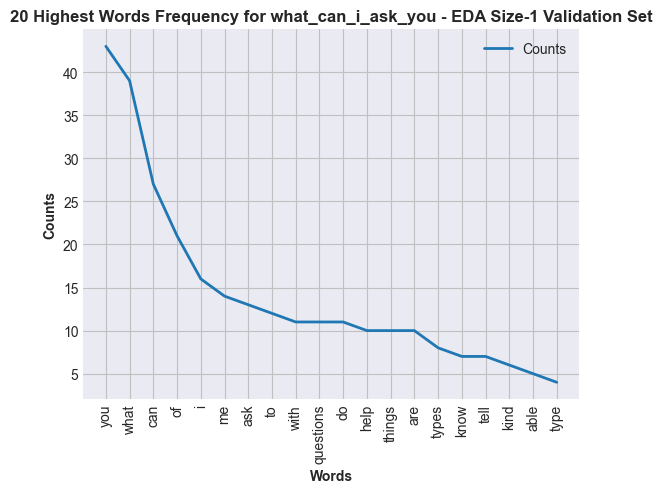 20 Highest Words Frequency for what_can_i_ask_you - EDA Size-1 Validation Set
Counts
40
35
30
25
20
15
10
5
Counts
you
what
can
of
i
me
ask
to
with
questions
do
help
things
are
types
know
tell
kind
able
type
Words